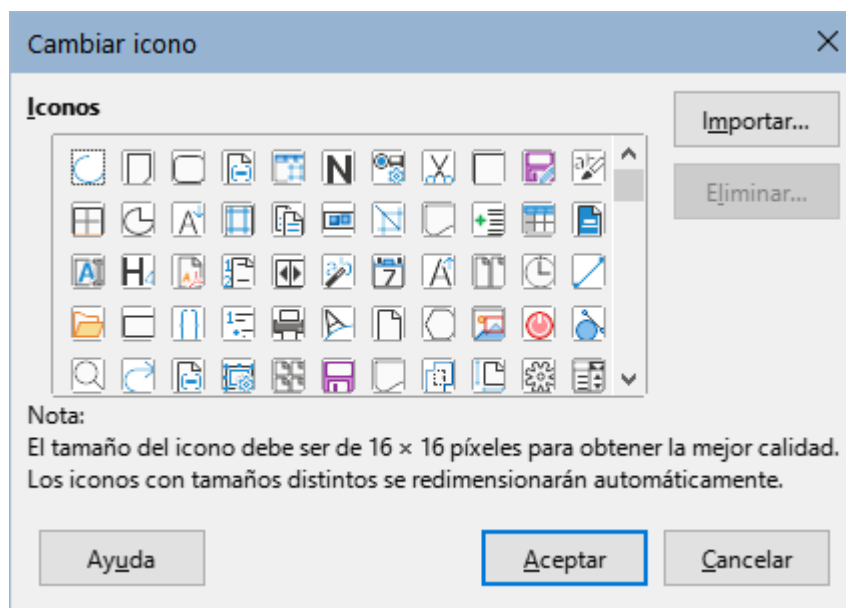 Cambiar icono
Iconos
Importar...
Eliminar...
Nota:
El tamaño del icono debe ser de 16 × 16 píxeles para obtener la mejor calidad.
Los iconos con tamaños distintos se redimensionarán automáticamente.
Ayuda
Aceptar
Cancelar